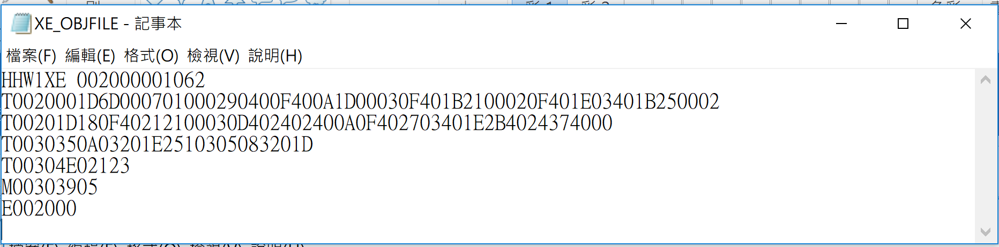 XE_OBJFILE - 記事本
檔案(F) 編輯(E) 格式(O) 檢視(V) 說明(H)
HHW1XE 002000001062
T0020001D6D000701000290400F400A1D00030F401B2100020F401E03401B250002
T00201D180F40212100030D402402400A0F402703401E2B4024374000
T0030350A03201E2510305083201D
T00304E02123
M00303905
E002000